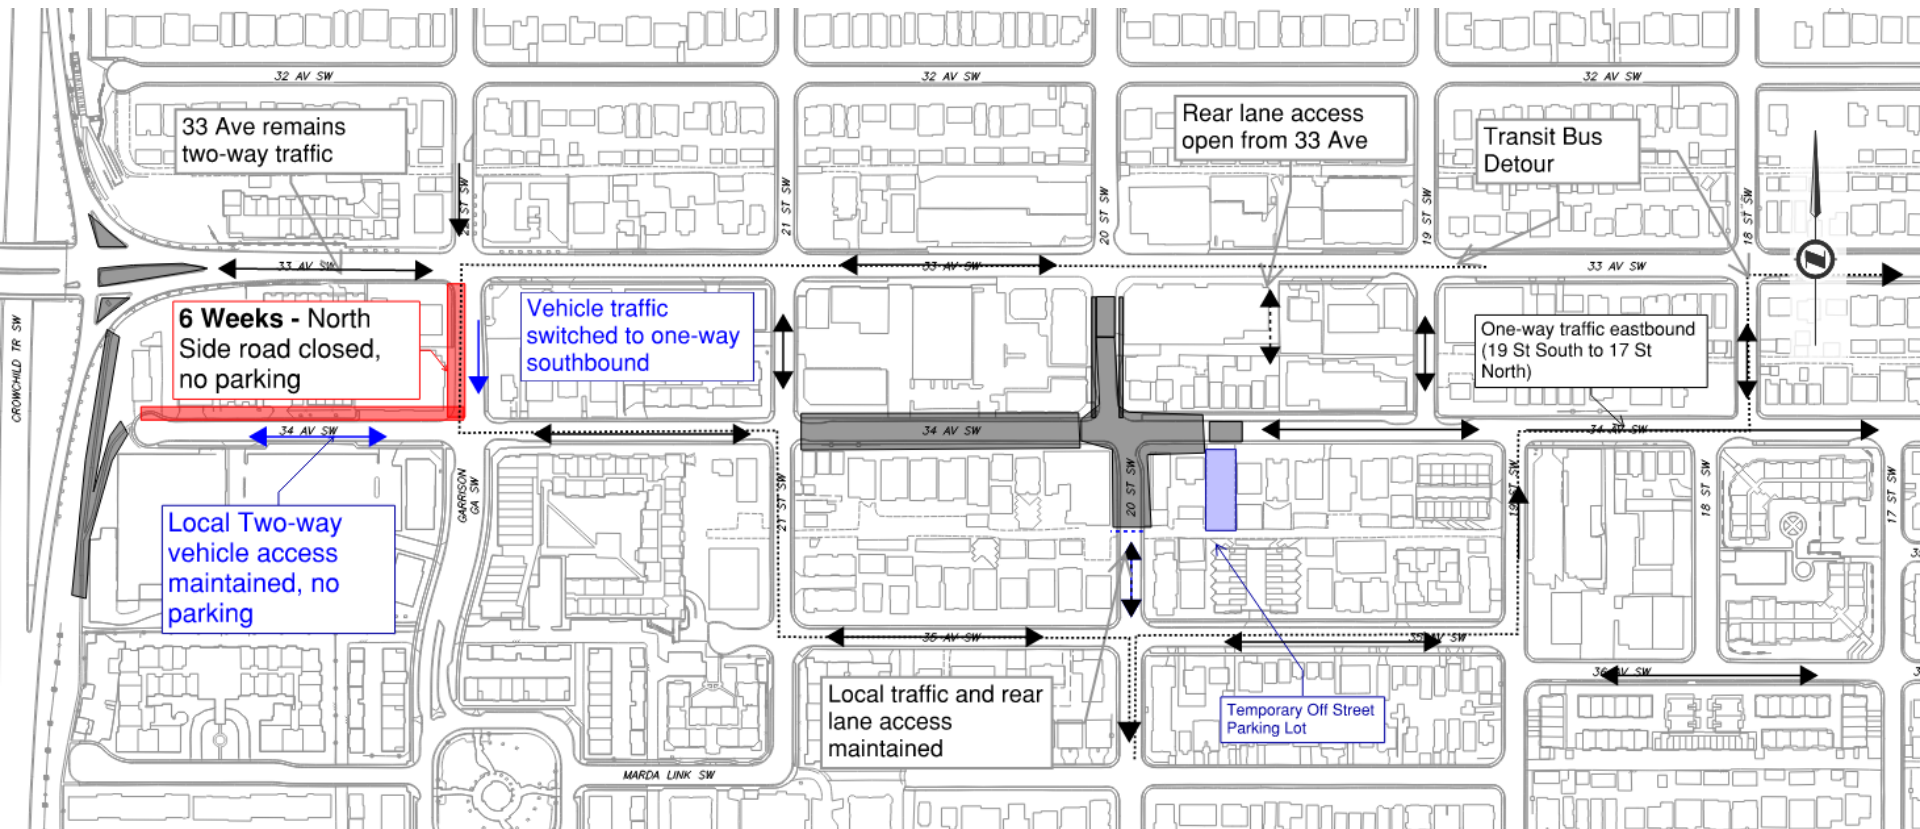 32 AV SW
32 AV SW
32 AV SW
33 Ave remains
two-way traffic
Rear lane access
open from 33 Ave
Transit Bus
Detour
22 ST SW
21 ST SW
20 ST SW
19 ST SW
18 ST SW
33 AV SW
33 AV SW
33 AV SW
CROWCHILD TR SW
6 Weeks - North
Side road closed,
no parking
Vehicle traffic
switched to one-way
southbound
One-way traffic eastbound
(19 St South to 17 St
North)
34 AV SW
34 AV SW
34 AV SW
GARRISON
GA SW
21 ST SW
20 ST SW
19 ST SW
18 ST SW
17 ST SW
Local Two-way
vehicle access
maintained, no
parking
35 AV SW
35 AV SW
36 AV SW
Local traffic and rear
lane access
maintained
Temporary Off Street
Parking Lot
MARDA LINK SW